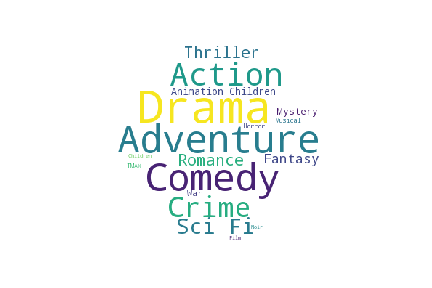 Thriller
Action
Animation Children
Drama
Mystery
Musical
Horror
Adventure
Children
Romance
Fantasy
Comedy
War
Crime
Sci Fi
Noir
Film